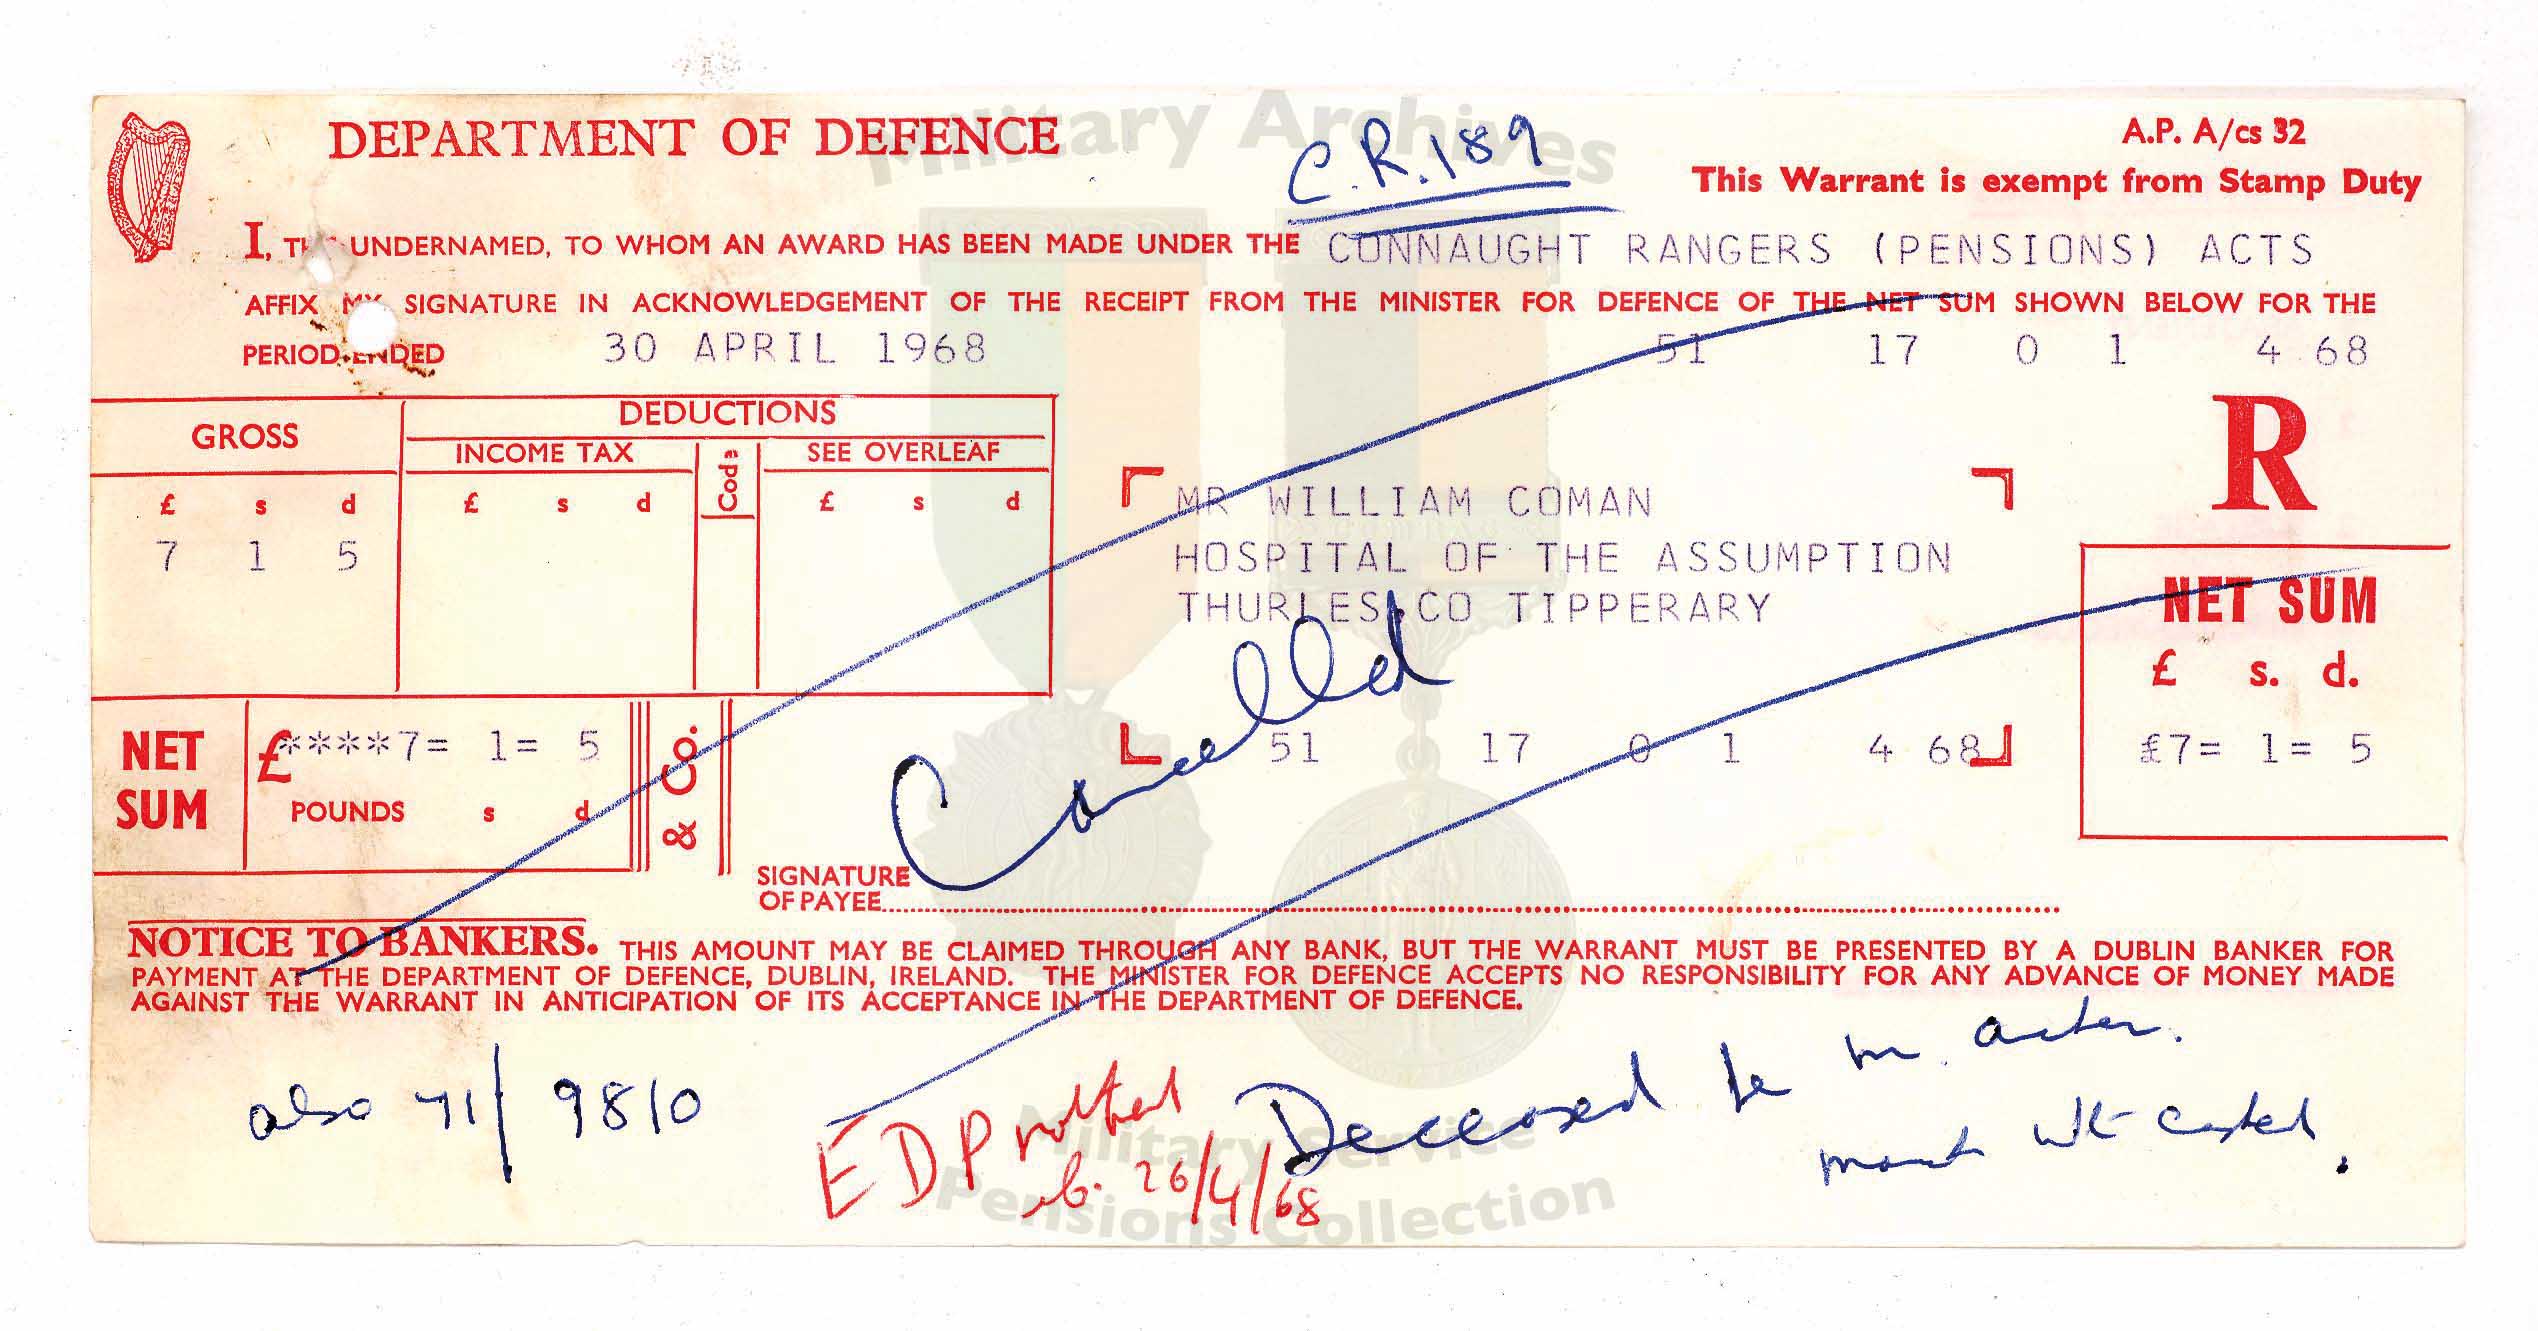 DEPARTMENT OF DEFENCE
C.R. 189
A.P. A/cs 32
This Warrant is exempt from Stamp Duty
I, UNDERNAMED, TO WHOM AN AWARD HAS BEEN MADE UNDER THE CONNAUGHT RANGERS (PENSIONS) ACTS
AFFIX MY SIGNATURE IN ACKNOWLEDGEMENT OF THE RECEIPT FROM THE MINISTER FOR DEFENCE OF THE NET SUM SHOWN BELOW FOR THE
PERIOD ENDED 30 APRIL 1968 51 17 0 1 4 68
GROSS
DEDUCTIONS
INCOME TAX
Code
SEE OVERLEAF
£ s d
£ s d
£ s d
7 1 5
R
MR WILLIAM COMAN
HOSPITAL OF THE ASSUMPTION
THURLES CO TIPPERARY
51 17 0 1 4 68
NET SUM
£ s. d.
£7= 1= 5
NET SUM
£****7= 1= 5
POUNDS s d
& Co.
Cancelled
SIGNATURE
OF PAYEE
NOTICE TO BANKERS. THIS AMOUNT MAY BE CLAIMED THROUGH ANY BANK, BUT THE WARRANT MUST BE PRESENTED BY A DUBLIN BANKER FOR
PAYMENT AT THE DEPARTMENT OF DEFENCE, DUBLIN, IRELAND. THE MINISTER FOR DEFENCE ACCEPTS NO RESPONSIBILITY FOR ANY ADVANCE OF MONEY MADE
AGAINST THE WARRANT IN ANTICIPATION OF ITS ACCEPTANCE IN THE DEPARTMENT OF DEFENCE.
also 71/9810
EDP notified
26/4/68
Deceased
Military Archives
Military Service
Pensions Collection